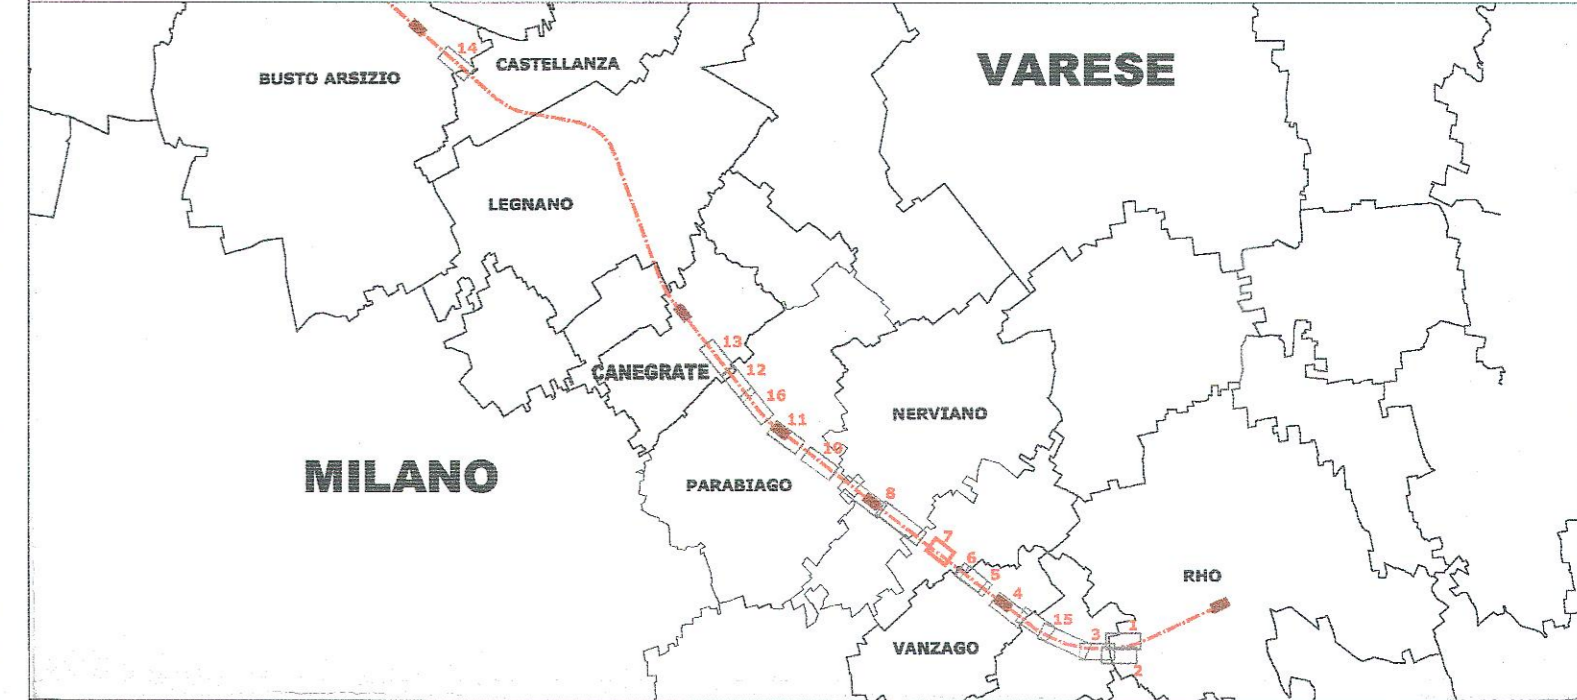 14
BUSTO ARSIZIO
CASTELLANZA
VARESE
LEGNANO
13
CANEGRATE
12
16
11
NERVIANO
10
MILANO
PARABIAGO
8
7
6
5
RHO
4
15
3
1
VANZAGO
2